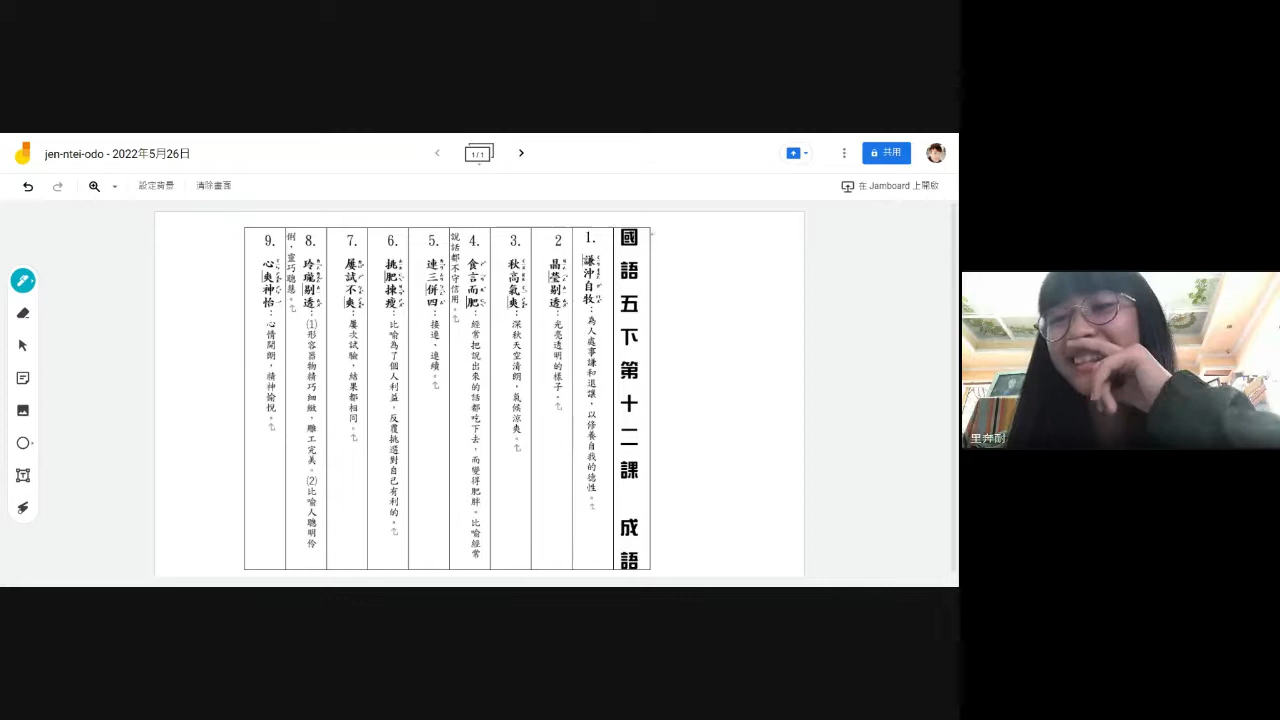 jen-ntei-odo - 2022年5月26日
1/1
共用
設定背景
清除畫面
在 Jamboard 上開啟
國語五下第十二課 成語
1. 謙沖自牧：為人處事謙和退讓，以修養自我的德性。
2 晶瑩剔透：光亮透明的樣子。
3. 秋高氣爽：深秋天空清朗，氣候涼爽。
4. 食言而肥：經常把說出來的話都吃下去，而變得肥胖。比喻經常
說話都不守信用。
5. 連三併四：接連、連續。
6. 挑肥揀瘦：比喻為了個人利益，反覆挑選對自己有利的。
7. 屢試不爽：屢次試驗，結果都相同。
8. 玲瓏剔透：(1)形容器物精巧細緻，雕工完美。(2)比喻人聰明伶
俐，靈巧聰慧。
9. 心爽神怡：心情開朗，精神愉悅。
里奔耐